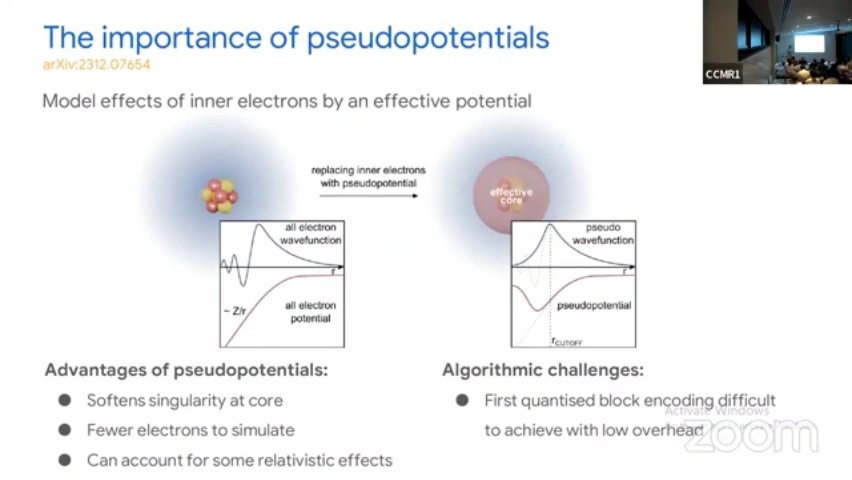 The importance of pseudopotentials
arXiv:2312.07654
CCMR1
Model effects of inner electrons by an effective potential
replacing inner electrons
with pseudopotential
effective
core
all electron
wavefunction
r
~ Z/r
all electron
potential
pseudo
wavefunction
r
pseudopotential
rCUTOFF
Advantages of pseudopotentials:
● Softens singularity at core
● Fewer electrons to simulate
● Can account for some relativistic effects
Algorithmic challenges:
● First quantised block encoding difficult
to achieve with low overhead
Activate Windows
zoom